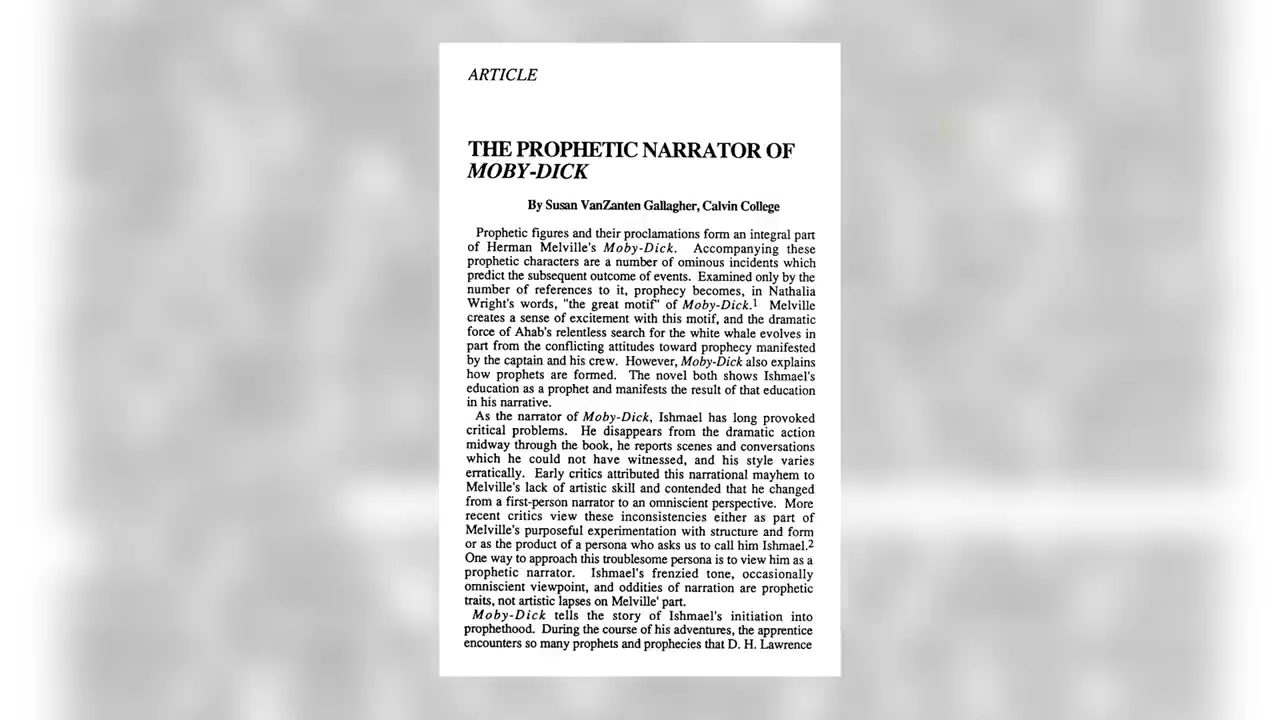 ARTICLE
THE PROPHETIC NARRATOR OF
MOBY-DICK
By Susan VanZanten Gallagher, Calvin College
Prophetic figures and their proclamations form an integral part
of Herman Melville's Moby-Dick. Accompanying these
prophetic characters are a number of ominous incidents which
predict the subsequent outcome of events. Examined only by the
number of references to it, prophecy becomes, in Nathalia
Wright's words, "the great motif" of Moby-Dick.1 Melville
creates a sense of excitement with this motif, and the dramatic
force of Ahab's relentless search for the white whale evolves in
part from the conflicting attitudes toward prophecy manifested
by the captain and his crew. However, Moby-Dick also explains
how prophets are formed. The novel both shows Ishmael's
education as a prophet and manifests the result of that education
in his narrative.
As the narrator of Moby-Dick, Ishmael has long provoked
critical problems. He disappears from the dramatic action
midway through the book, he reports scenes and conversations
which he could not have witnessed, and his style varies
erratically. Early critics attributed this narrational mayhem to
Melville's lack of artistic skill and contended that he changed
from a first-person narrator to an omniscient perspective. More
recent critics view these inconsistencies either as part of
Melville's purposeful experimentation with structure and form
or as the product of a persona who asks us to call him Ishmael.2
One way to approach this troublesome persona is to view him as a
prophetic narrator. Ishmael's frenzied tone, occasionally
omniscient viewpoint, and oddities of narration are prophetic
traits, not artistic lapses on Melville' part.
Moby-Dick tells the story of Ishmael's initiation into
prophethood. During the course of his adventures, the apprentice
encounters so many prophets and prophecies that D. H. Lawrence